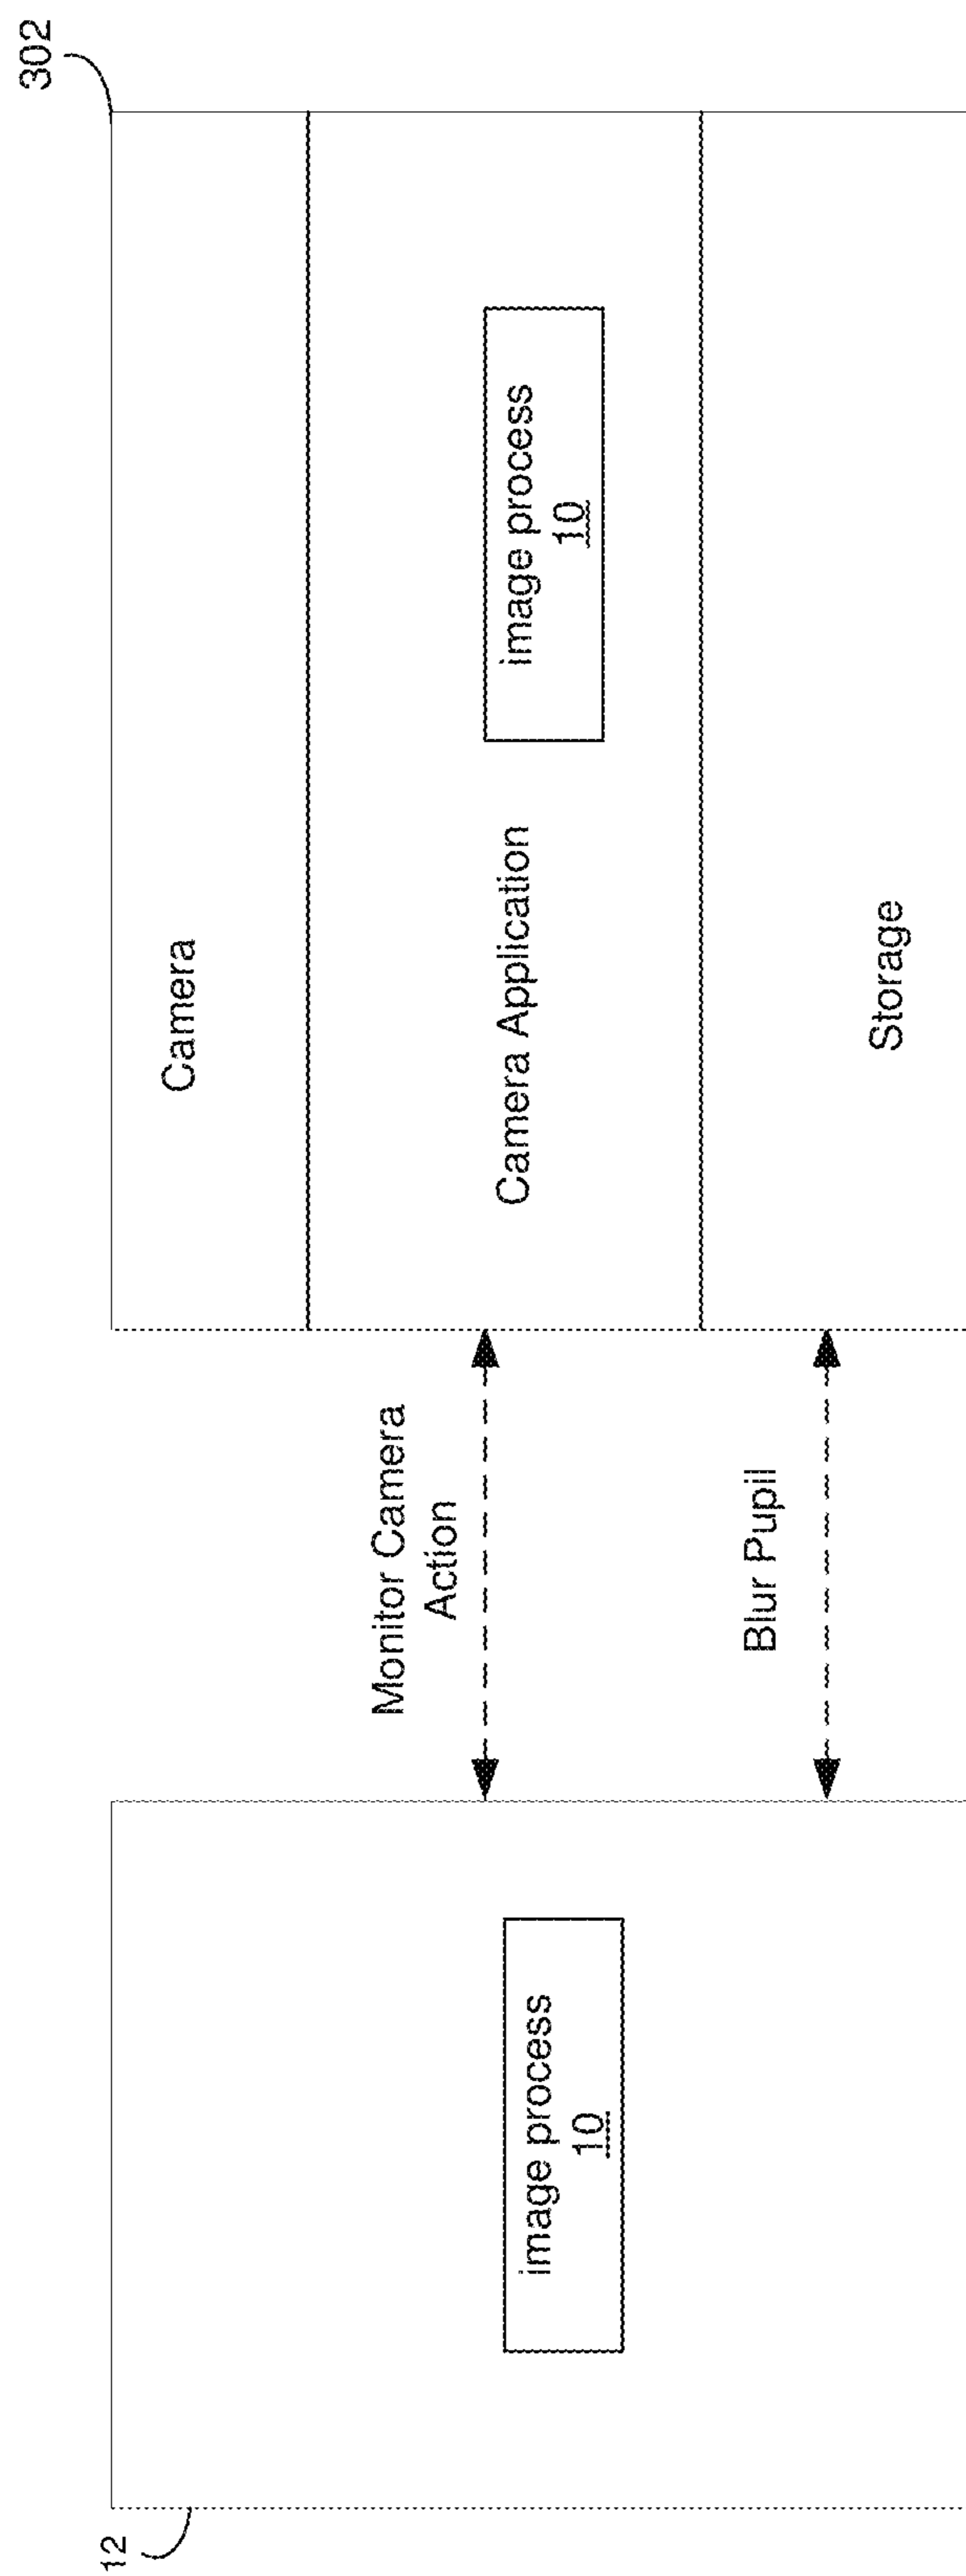 302
Camera
Camera Application
image process
10
Storage
Monitor Camera
Action
Blur Pupil
12
image process
10